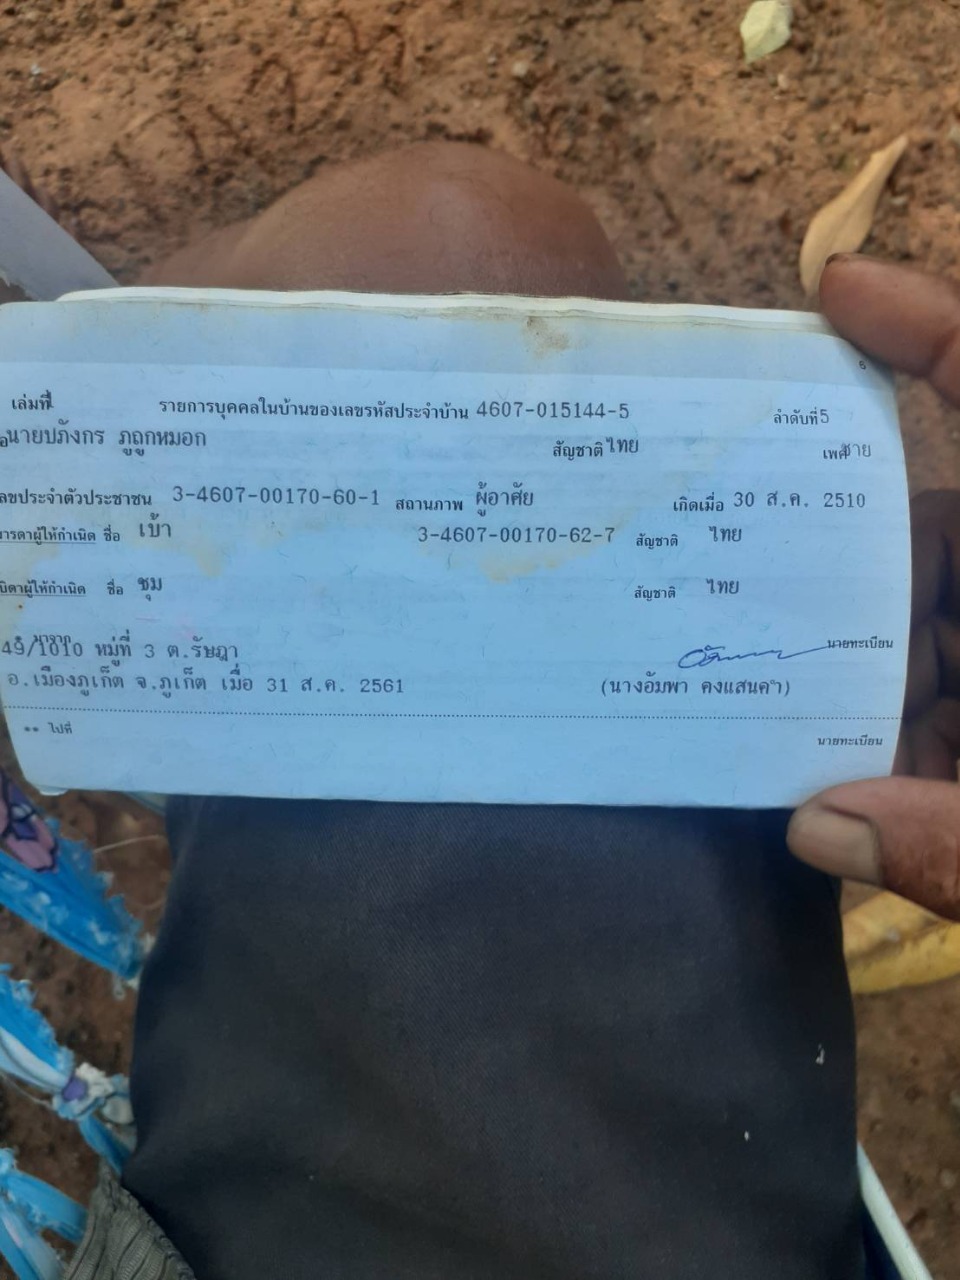 6
เล่มที่ 1 รายการบุคคลในบ้านของเลขรหัสประจำบ้าน 4607-015144-5 ลำดับที่ 5
นายปภังกร ภูถูกหมอก สัญชาติ ไทย เพศ ชาย
เลขประจำตัวประชาชน 3-4607-00170-60-1 สถานภาพ ผู้อาศัย เกิดเมื่อ 30 ส.ค. 2510
มารดาผู้ให้กำเนิด ชื่อ เบ้า 3-4607-00170-62-7 สัญชาติ ไทย
บิดาผู้ให้กำเนิด ชื่อ ชุม สัญชาติ ไทย
49/1010 หมู่ที่ 3 ต.รัษฎา นายทะเบียน
อ.เมืองภูเก็ต จ.ภูเก็ต เมื่อ 31 ส.ค. 2561 (นางอัมพา คงแสนคำ)
** ไปที่ นายทะเบียน